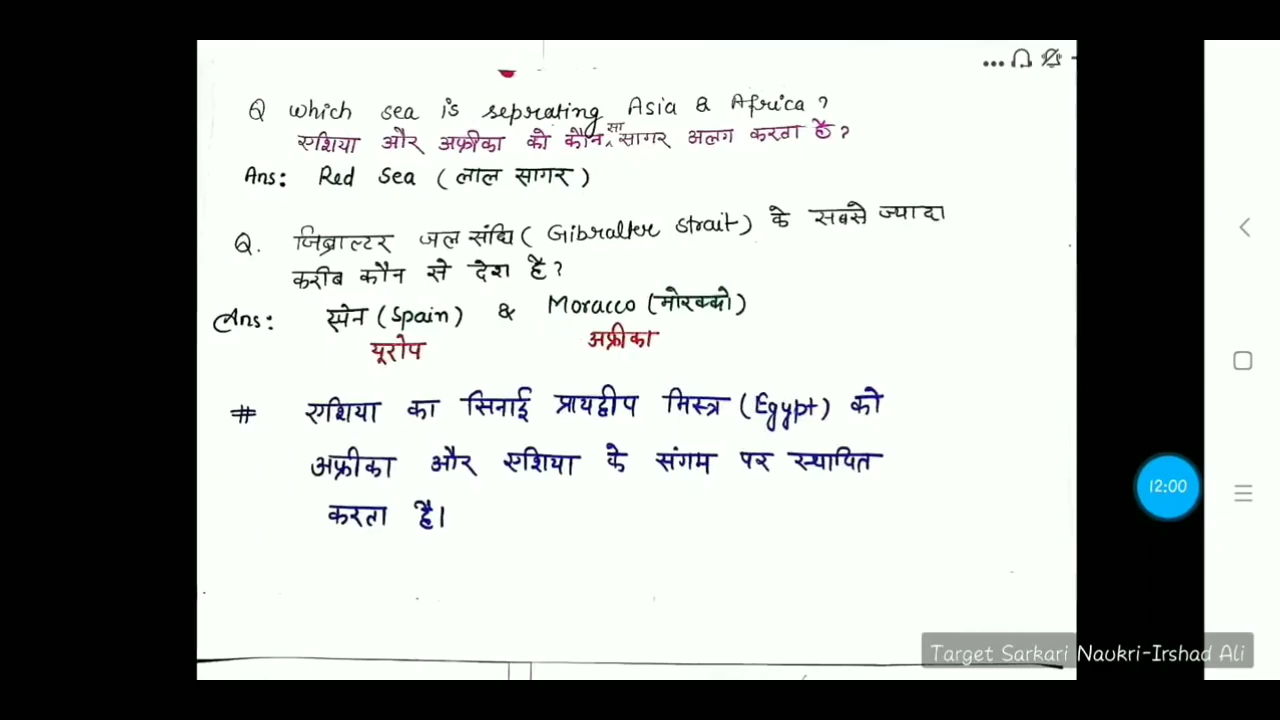 Q Which sea is seprating Asia & Africa?
एशिया और अफ्रीका को कौन सा सागर अलग करता है?
Ans: Red Sea (लाल सागर)
Q. जिब्राल्टर जल संधि (Gibralter Strait) के सबसे ज्यादा
करीब कौन से देश है?
Ans: स्पेन (Spain) & Moracco (मोरक्को)
यूरोप अफ्रीका
# एशिया का सिनाई प्रायद्वीप मिस्त्र (Egypt) को
अफ्रीका और एशिया के संगम पर स्थापित
करता है।
12:00
Target Sarkari Naukri-Irshad Ali